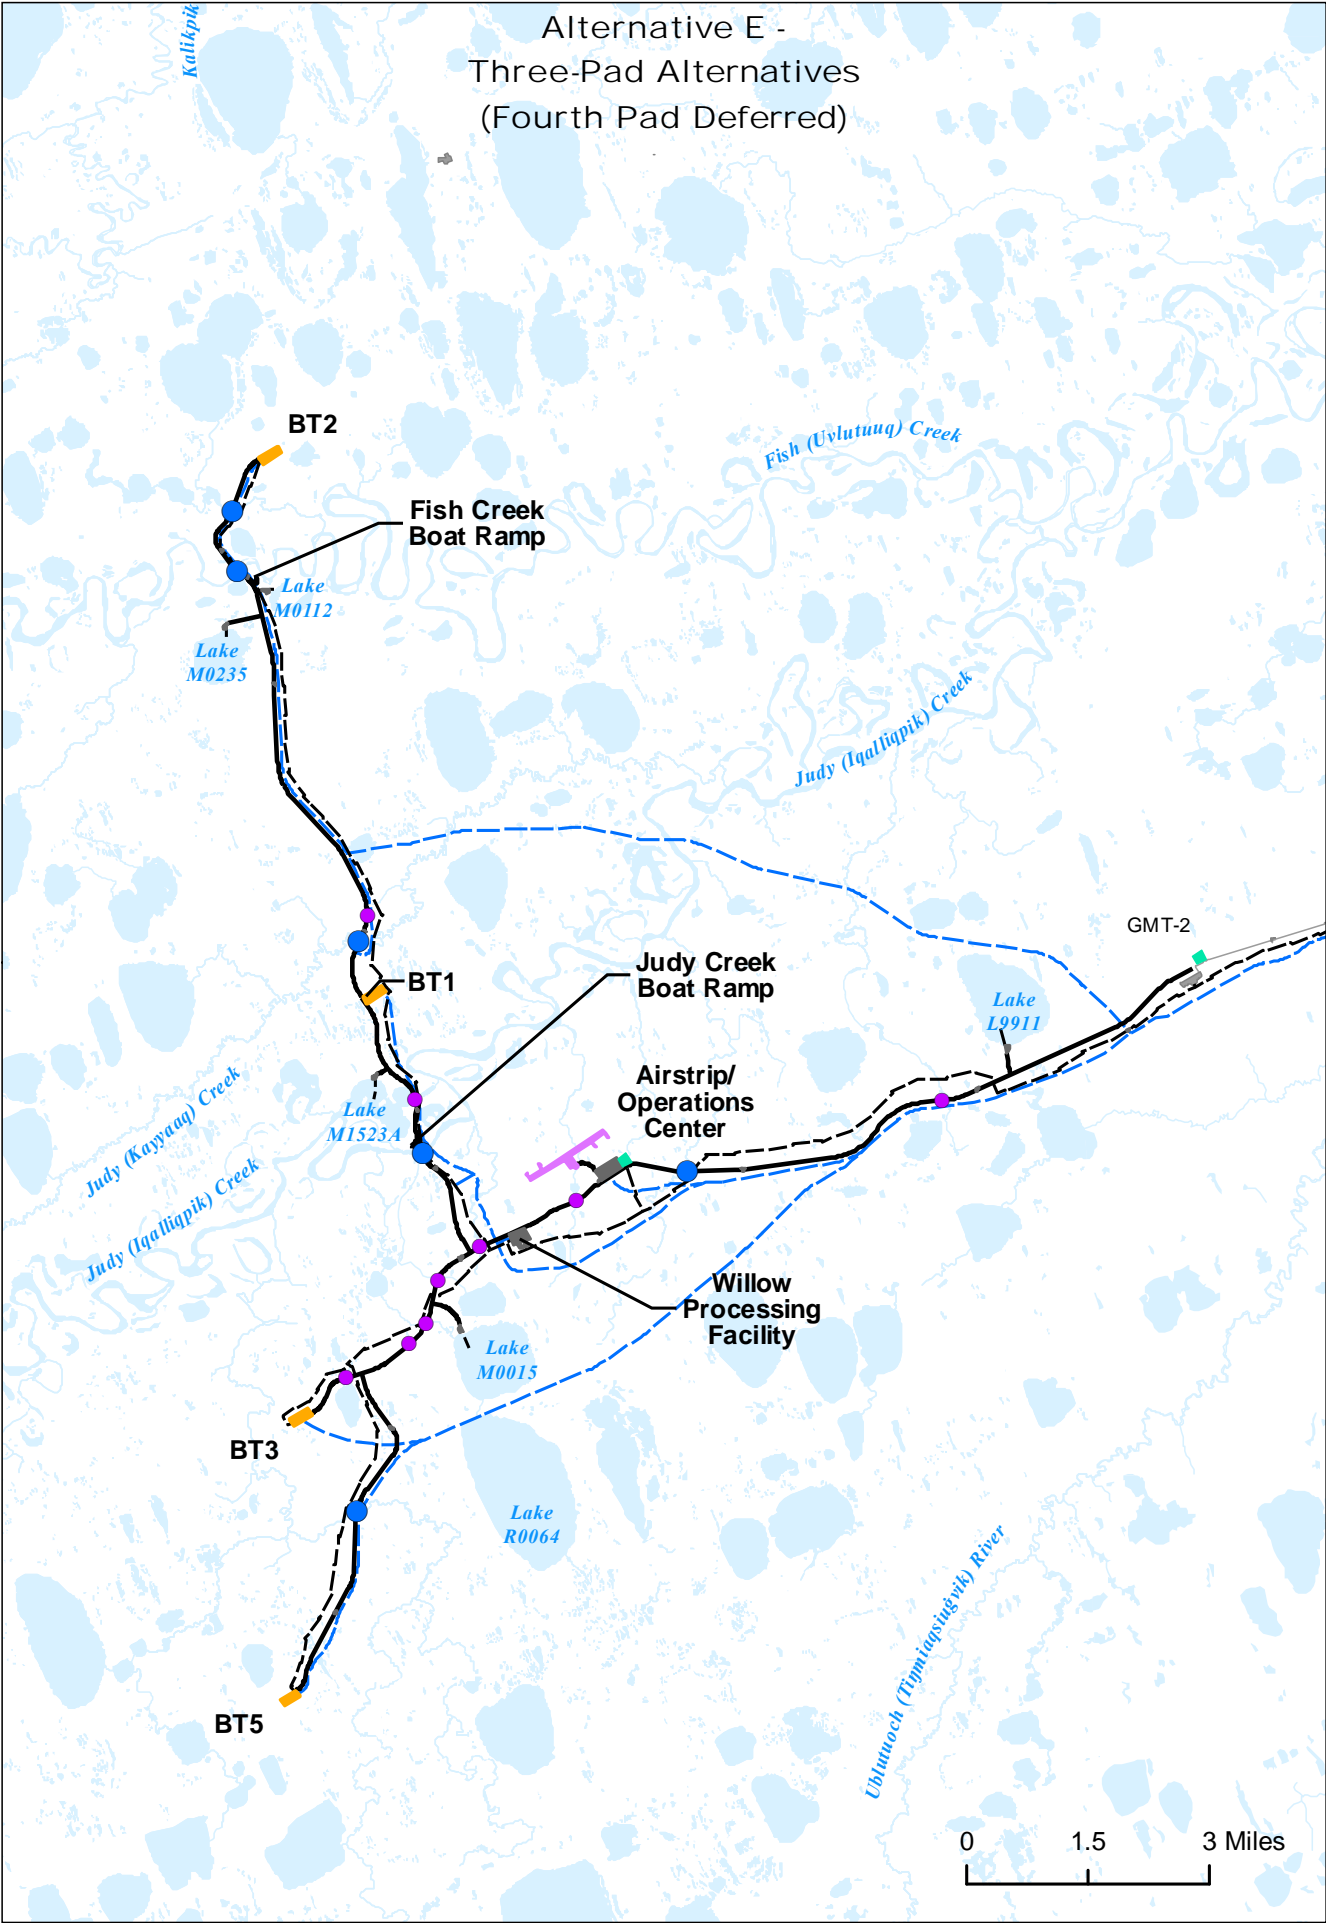 Alternative E -
Three-Pad Alternatives
(Fourth Pad Deferred)
Kalikpik
BT2
Fish (Uvlutuuq) Creek
Fish Creek
Boat Ramp
Lake
M0112
Lake
M0235
Judy (Iqalliqpik) Creek
GMT-2
Judy Creek
Boat Ramp
BT1
Lake
L9911
Airstrip/
Operations
Center
Lake
M1523A
Judy (Kayyaaq) Creek
Judy (Iqalliqpik) Creek
Willow
Processing
Facility
Lake
M0015
BT3
Lake
R0064
Ublutuoch (Tiŋmiaqsiuġvik) River
BT5
0 1.5 3 Miles